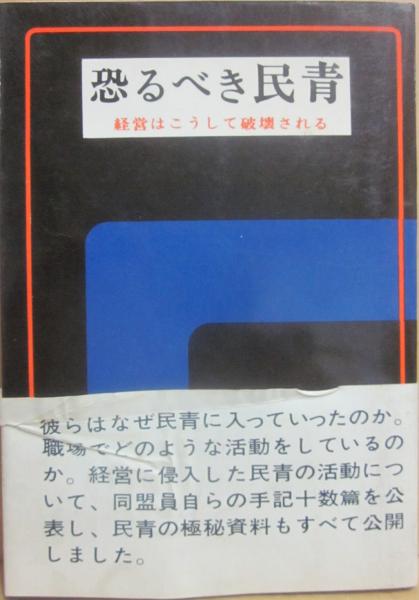 恐るべき民青
経営はこうして破壊される
彼らはなぜ民青に入っていったのか。
職場でどのような活動をしているの
か。経営に侵入した民青の活動につ
いて、同盟員自らの手記十数篇を公
表し、民青の極秘資料もすべて公開
しました。